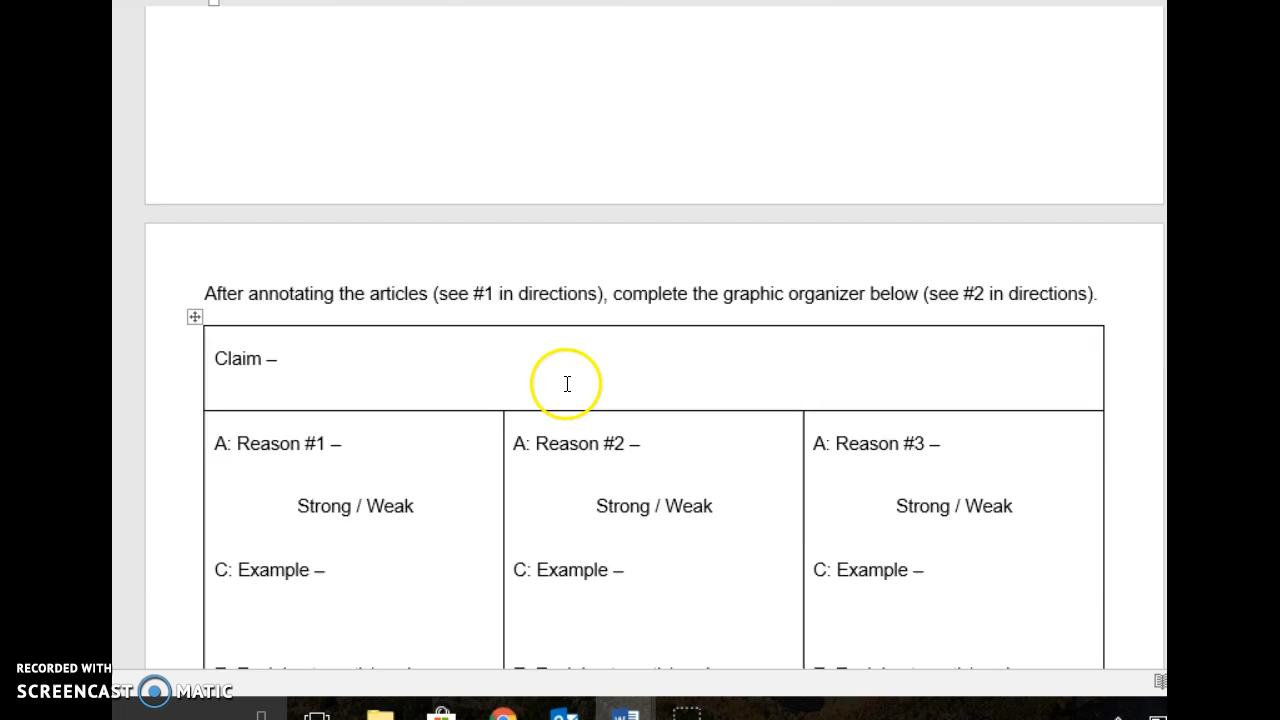 After annotating the articles (see #1 in directions), complete the graphic organizer below (see #2 in directions).
Claim –
A: Reason #1 –
A: Reason #2 –
A: Reason #3 –
Strong / Weak
Strong / Weak
Strong / Weak
C: Example –
C: Example –
C: Example –
RECORDED WITH
SCREENCAST MATIC